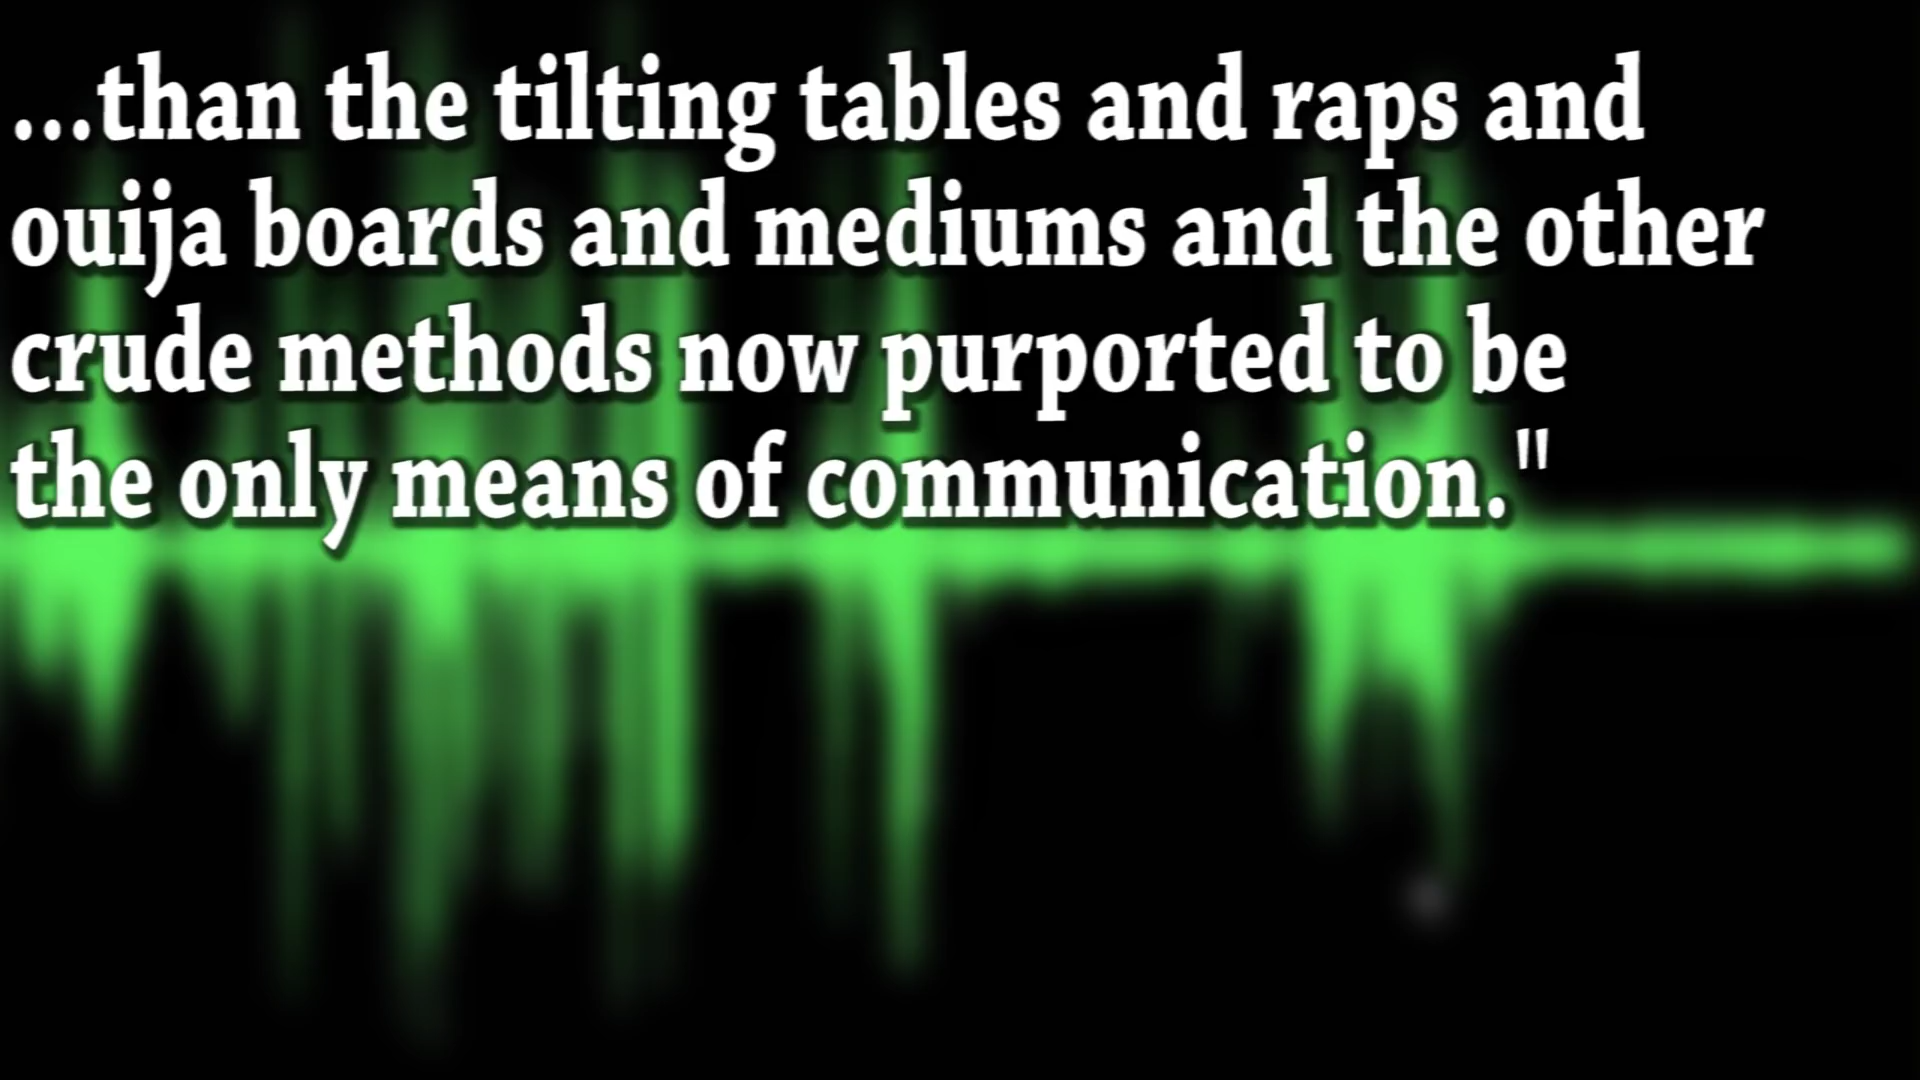 ...than the tilting tables and raps and
ouija boards and mediums and the other
crude methods now purported to be
the only means of communication."